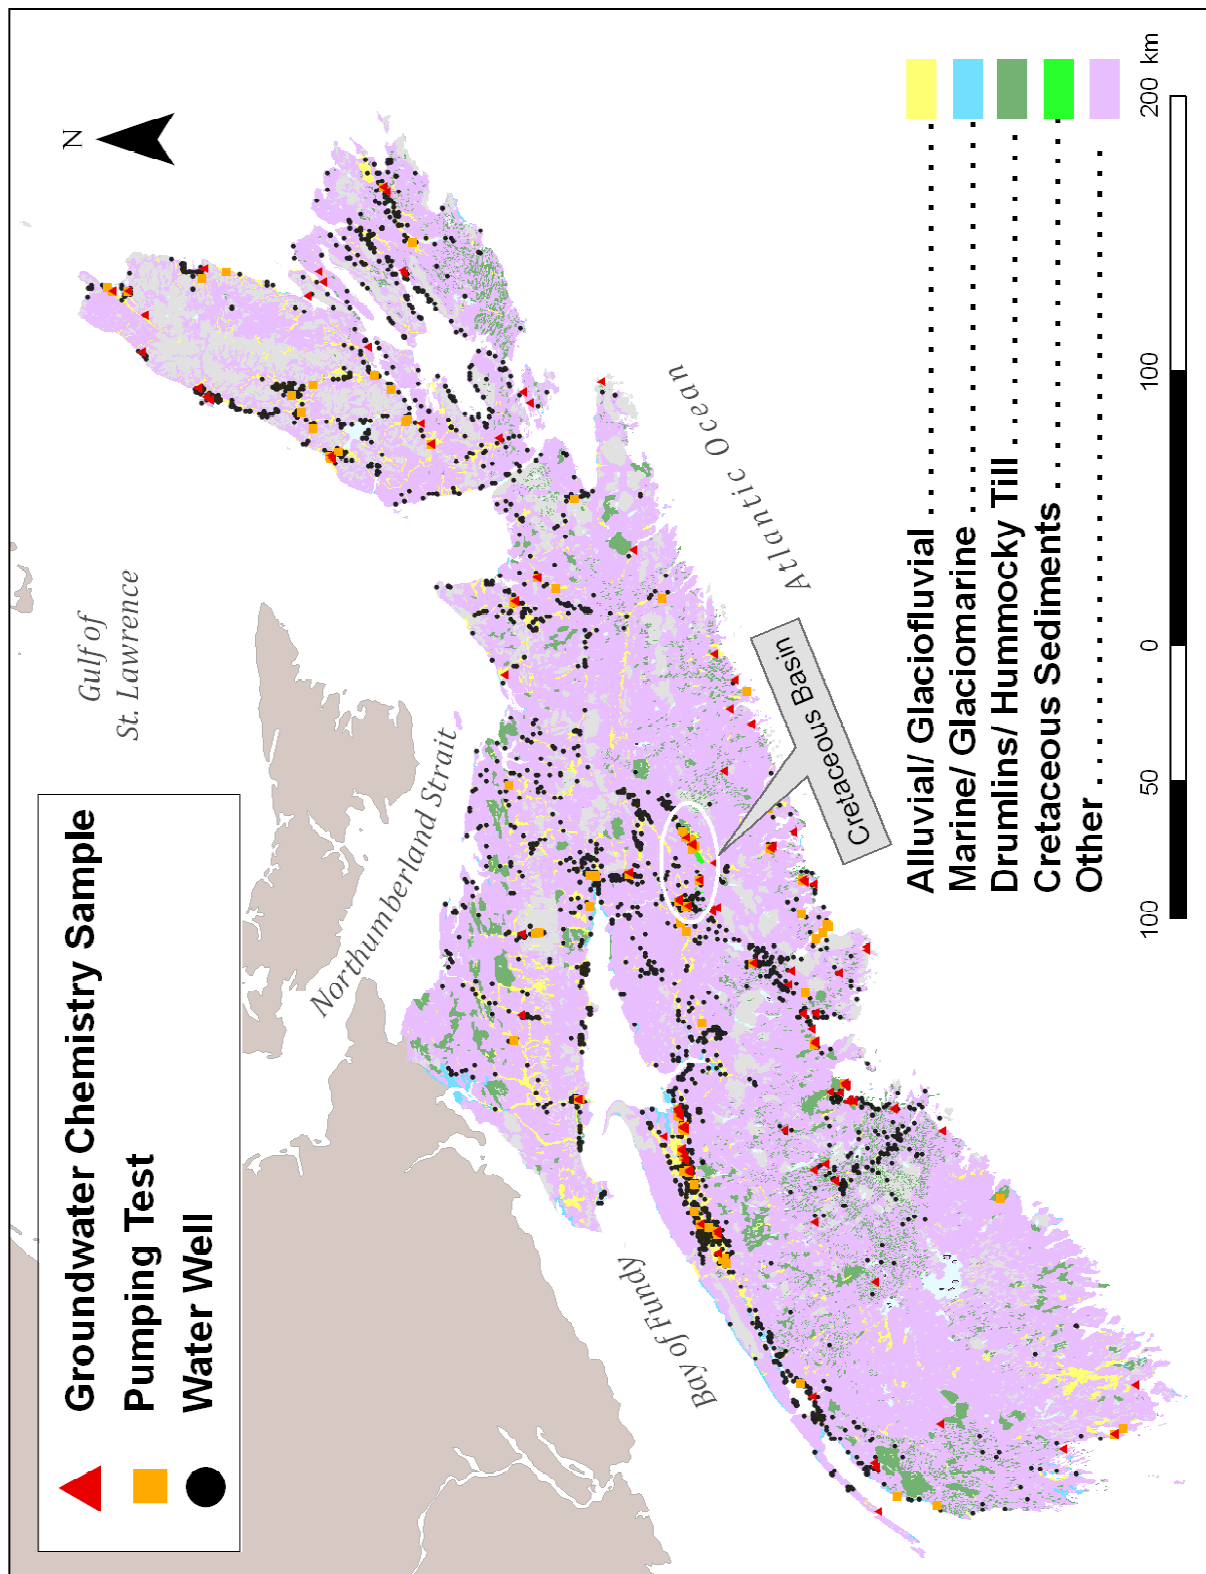 Groundwater Chemistry Sample
Pumping Test
Water Well
N
Gulf of
St. Lawrence
Northumberland Strait
Bay of Fundy
Atlantic Ocean
Cretaceous Basin
Alluvial/ Glaciofluvial
Marine/ Glaciomarine
Drumlins/ Hummocky Till
Cretaceous Sediments
Other
100 50 0 100 200 km